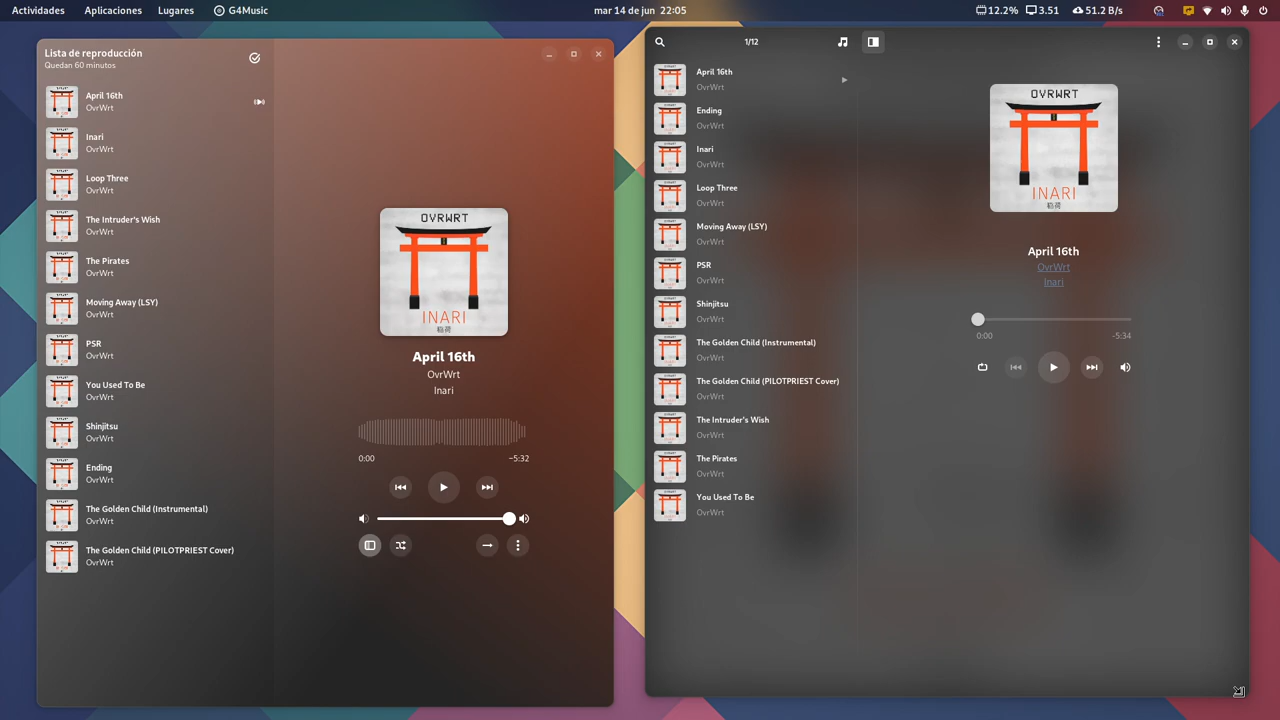 Actividades Aplicaciones Lugares G4Music mar 14 de jun 22:05 12.2% 3.51 51.2 B/s
Lista de reproducción
Quedan 60 minutos
April 16th
OvrWrt
Inari
OvrWrt
Loop Three
OvrWrt
The Intruder's Wish
OvrWrt
The Pirates
OvrWrt
Moving Away (LSY)
OvrWrt
PSR
OvrWrt
You Used To Be
OvrWrt
Shinjitsu
OvrWrt
Ending
OvrWrt
The Golden Child (Instrumental)
OvrWrt
The Golden Child (PILOTPRIEST Cover)
OvrWrt
OVRWRT
INARI
稲荷
April 16th
OvrWrt
Inari
0:00 −5:32
1/12
April 16th
OvrWrt
Ending
OvrWrt
Inari
OvrWrt
Loop Three
OvrWrt
Moving Away (LSY)
OvrWrt
PSR
OvrWrt
Shinjitsu
OvrWrt
The Golden Child (Instrumental)
OvrWrt
The Golden Child (PILOTPRIEST Cover)
OvrWrt
The Intruder's Wish
OvrWrt
The Pirates
OvrWrt
You Used To Be
OvrWrt
OVRWRT
INARI
稲荷
April 16th
OvrWrt
Inari
0:00 -5:34